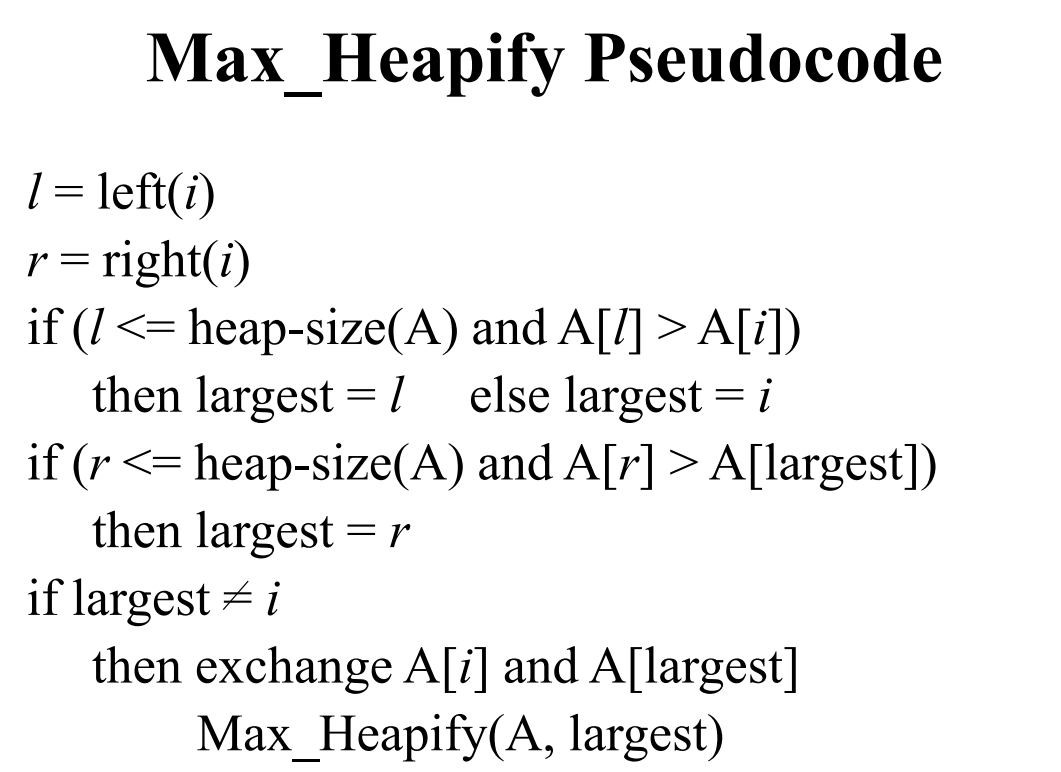 Max_Heapify Pseudocode
l = left(i)
r = right(i)
if (l <= heap-size(A) and A[l] > A[i])
then largest = l else largest = i
if (r <= heap-size(A) and A[r] > A[largest])
then largest = r
if largest ≠ i
then exchange A[i] and A[largest]
Max_Heapify(A, largest)